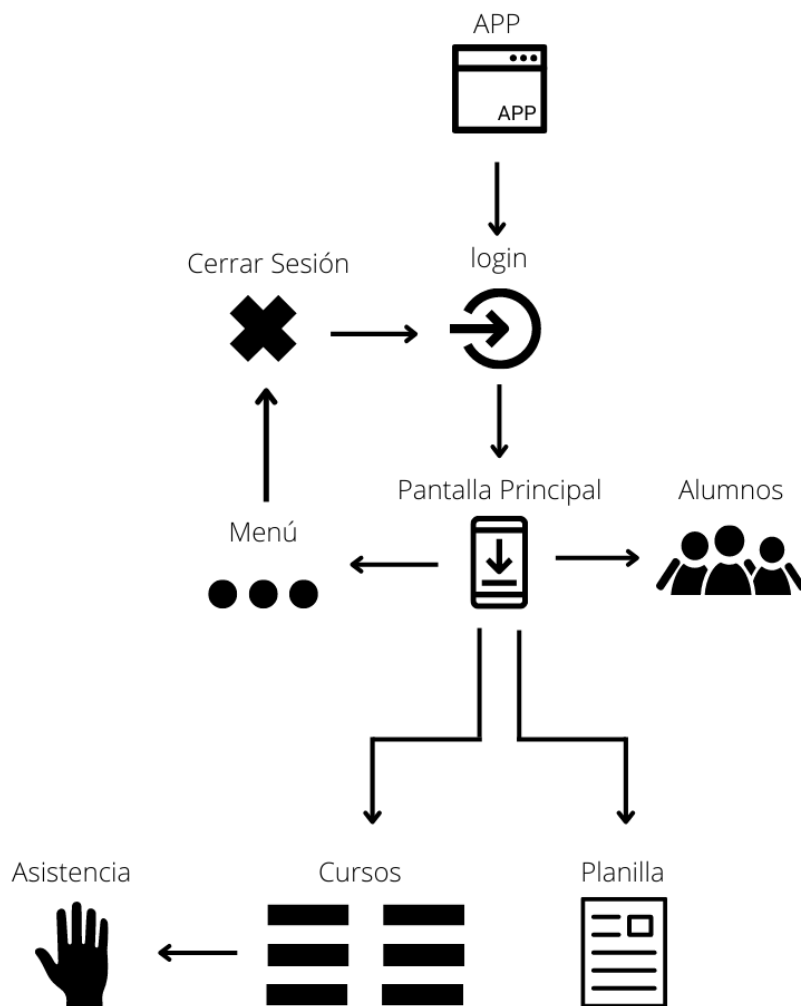 APP
APP
Cerrar Sesión
login
Pantalla Principal
Alumnos
Menú
Asistencia
Cursos
Planilla